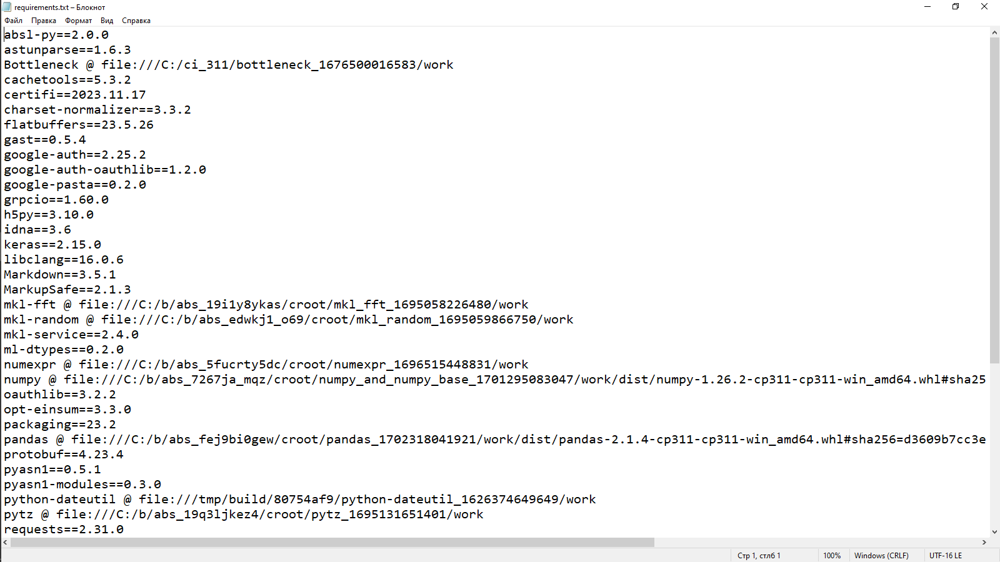 requirements.txt – Блокнот
Файл Правка Формат Вид Справка
absl-py==2.0.0
astunparse==1.6.3
Bottleneck @ file:///C:/ci_311/bottleneck_1676500016583/work
cachetools==5.3.2
certifi==2023.11.17
charset-normalizer==3.3.2
flatbuffers==23.5.26
gast==0.5.4
google-auth==2.25.2
google-auth-oauthlib==1.2.0
google-pasta==0.2.0
grpcio==1.60.0
h5py==3.10.0
idna==3.6
keras==2.15.0
libclang==16.0.6
Markdown==3.5.1
MarkupSafe==2.1.3
mkl-fft @ file:///C:/b/abs_19i1y8ykas/croot/mkl_fft_1695058226480/work
mkl-random @ file:///C:/b/abs_edwkj1_o69/croot/mkl_random_1695059866750/work
mkl-service==2.4.0
ml-dtypes==0.2.0
numexpr @ file:///C:/b/abs_5fucrty5dc/croot/numexpr_1696515448831/work
numpy @ file:///C:/b/abs_7267ja_mqz/croot/numpy_and_numpy_base_1701295083047/work/dist/numpy-1.26.2-cp311-cp311-win_amd64.whl#sha25
oauthlib==3.2.2
opt-einsum==3.3.0
packaging==23.2
pandas @ file:///C:/b/abs_fej9bi0gew/croot/pandas_1702318041921/work/dist/pandas-2.1.4-cp311-cp311-win_amd64.whl#sha256=d3609b7cc3e
protobuf==4.23.4
pyasn1==0.5.1
pyasn1-modules==0.3.0
python-dateutil @ file:///tmp/build/80754af9/python-dateutil_1626374649649/work
pytz @ file:///C:/b/abs_19q3ljkez4/croot/pytz_1695131651401/work
requests==2.31.0
Стр 1, стлб 1 100% Windows (CRLF) UTF-16 LE